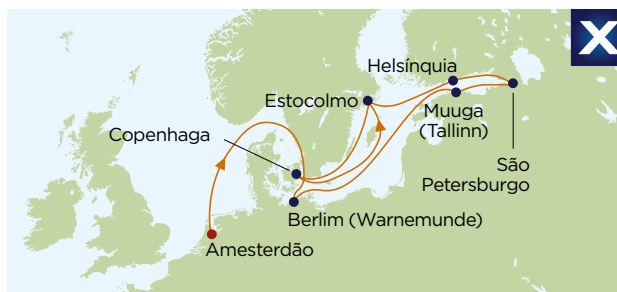 X
Helsínquia
Estocolmo
Muuga
(Tallinn)
Copenhaga
São
Petersburgo
Berlim (Warnemunde)
Amesterdão